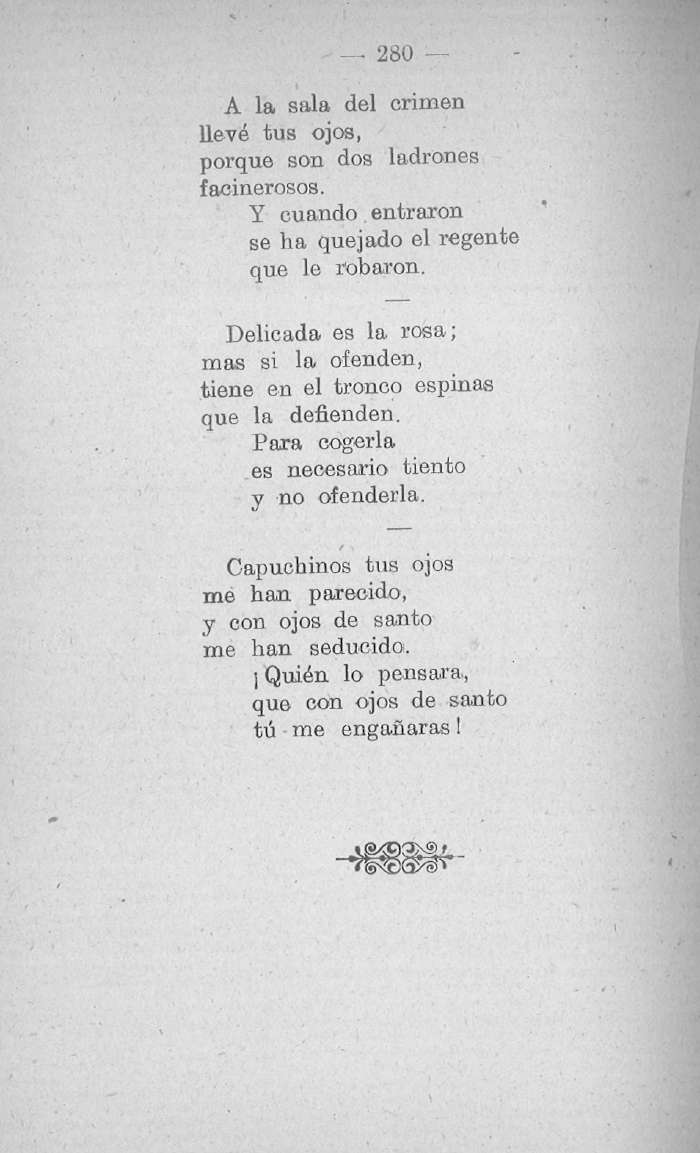 — 280 —
A la sala del crimen
llevé tus ojos,
porque son dos ladrones
facinerosos.
Y cuando entraron
se ha quejado el regente
que le robaron.
—
Delicada es la rosa;
mas si la ofenden,
tiene en el tronco espinas
que la defienden.
Para cogerla
es necesario tiento
y no ofenderla.
—
Capuchinos tus ojos
me han parecido,
y con ojos de santo
me han seducido.
¡Quién lo pensara,
que con ojos de santo
tú me engañaras!